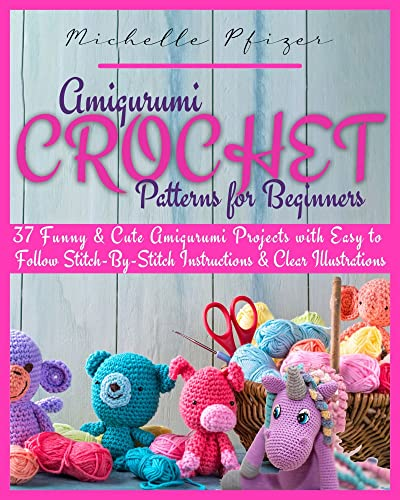 Michelle Pfizer
Amigurumi
CROCHET
Patterns for Beginners
37 Funny & Cute Amigurumi Projects with Easy to
Follow Stitch-By-Stitch Instructions & Clear Illustrations